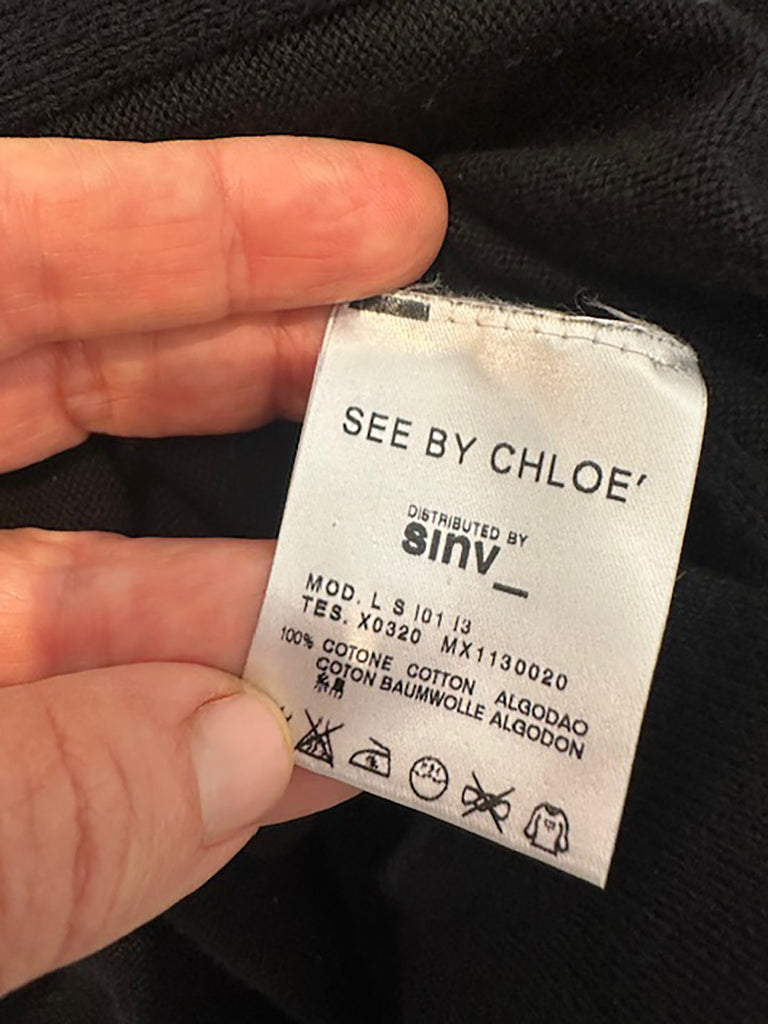 SEE BY CHLOE'
DISTRIBUTED BY
sinv_
MOD. L S I01 I3
TES. X0320 MX1130020
100% COTONE COTTON ALGODAO
COTON BAUMWOLLE ALGODON